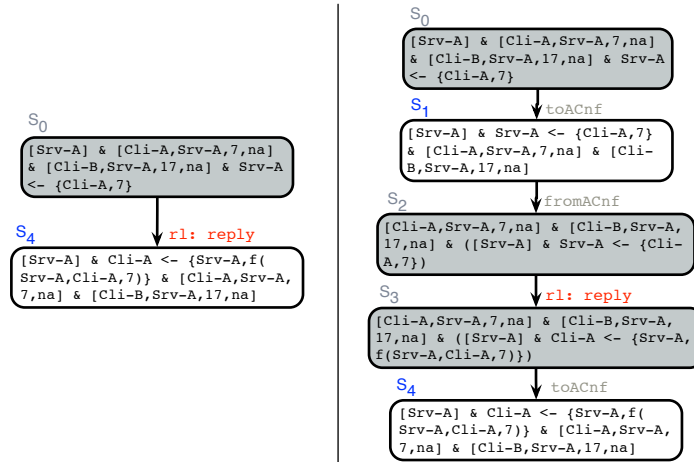 S0
[Srv-A] & [Cli-A,Srv-A,7,na]
& [Cli-B,Srv-A,17,na] & Srv-A
<- {Cli-A,7}
rl: reply
S4
[Srv-A] & Cli-A <- {Srv-A,f(
Srv-A,Cli-A,7)} & [Cli-A,Srv-A,
7,na] & [Cli-B,Srv-A,17,na]
S0
[Srv-A] & [Cli-A,Srv-A,7,na]
& [Cli-B,Srv-A,17,na] & Srv-A
<- {Cli-A,7}
toACnf
S1
[Srv-A] & Srv-A <- {Cli-A,7}
& [Cli-A,Srv-A,7,na] & [Cli-
B,Srv-A,17,na]
fromACnf
S2
[Cli-A,Srv-A,7,na] & [Cli-B,Srv-A,
17,na] & ([Srv-A] & Srv-A <- {Cli-
A,7})
rl: reply
S3
[Cli-A,Srv-A,7,na] & [Cli-B,Srv-A,
17,na] & ([Srv-A] & Cli-A <- {Srv-A,
f(Srv-A,Cli-A,7)})
toACnf
S4
[Srv-A] & Cli-A <- {Srv-A,f(
Srv-A,Cli-A,7)} & [Cli-A,Srv-A,
7,na] & [Cli-B,Srv-A,17,na]